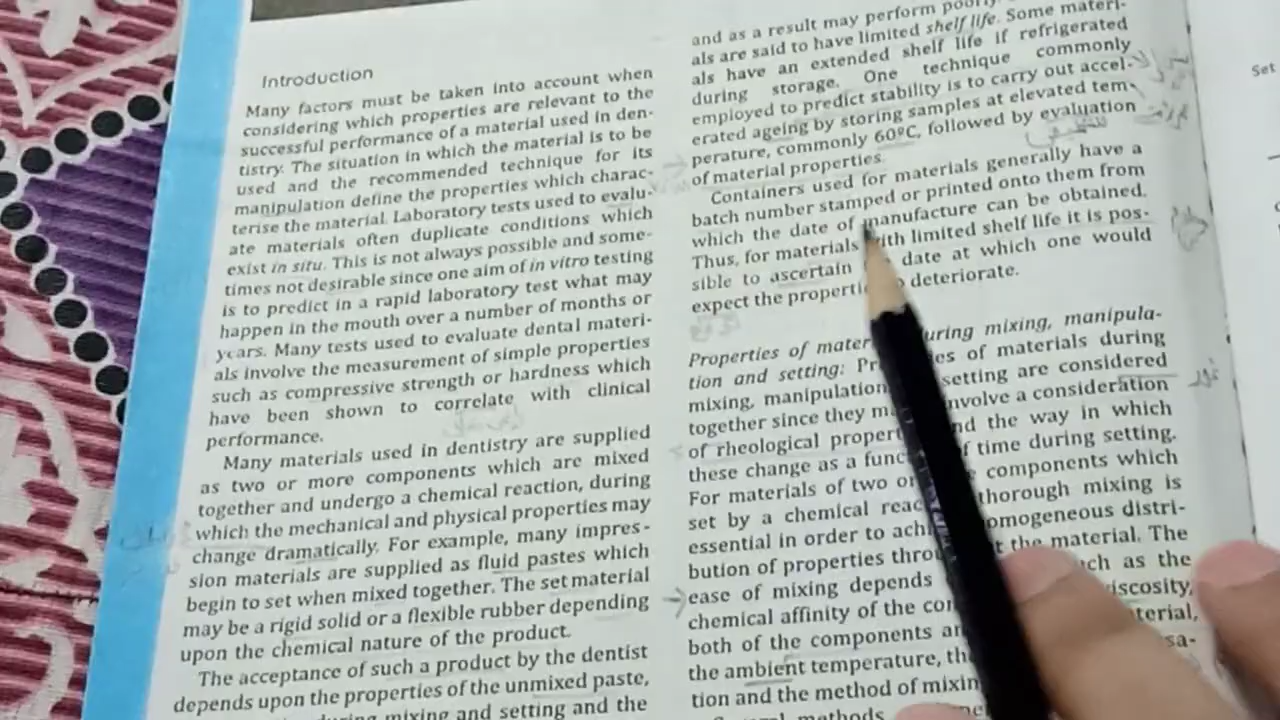 Introduction
Many factors must be taken into account when
considering which properties are relevant to the
successful performance of a material used in den-
tistry. The situation in which the material is to be
used and the recommended technique for its
manipulation define the properties which charac-
terise the material. Laboratory tests used to evalu-
ate materials often duplicate conditions which
exist in situ. This is not always possible and some-
times not desirable since one aim of in vitro testing
is to predict in a rapid laboratory test what may
happen in the mouth over a number of months or
years. Many tests used to evaluate dental materi-
als involve the measurement of simple properties
such as compressive strength or hardness which
have been shown to correlate with clinical
performance.
Many materials used in dentistry are supplied
as two or more components which are mixed
together and undergo a chemical reaction, during
which the mechanical and physical properties may
change dramatically. For example, many impres-
sion materials are supplied as fluid pastes which
begin to set when mixed together. The set material
may be a rigid solid or a flexible rubber depending
upon the chemical nature of the product.
The acceptance of such a product by the dentist
depends upon the properties of the unmixed paste,
during mixing and setting and the
and as a result may perform poorly.
als are said to have limited shelf life. Some materi-
als have an extended shelf life if refrigerated
during storage. One technique commonly
employed to predict stability is to carry out accel-
erated ageing by storing samples at elevated tem-
perature, commonly 60ºC, followed by evaluation
of material properties.
Containers used for materials generally have a
batch number stamped or printed onto them from
which the date of manufacture can be obtained.
Thus, for materials with limited shelf life it is pos-
sible to ascertain date at which one would
expect the properti deteriorate.
Properties of mater during mixing, manipula-
tion and setting: Pr es of materials during
mixing, manipulation setting are considered
together since they m involve a consideration
of rheological propert nd the way in which
these change as a func f time during setting.
For materials of two or components which
set by a chemical reac thorough mixing is
essential in order to ach omogeneous distri-
bution of properties throu t the material. The
ease of mixing depends ch as the
chemical affinity of the co viscosity,
both of the components a terial,
the ambient temperature, th sa-
tion and the method of mixin
methods
Set